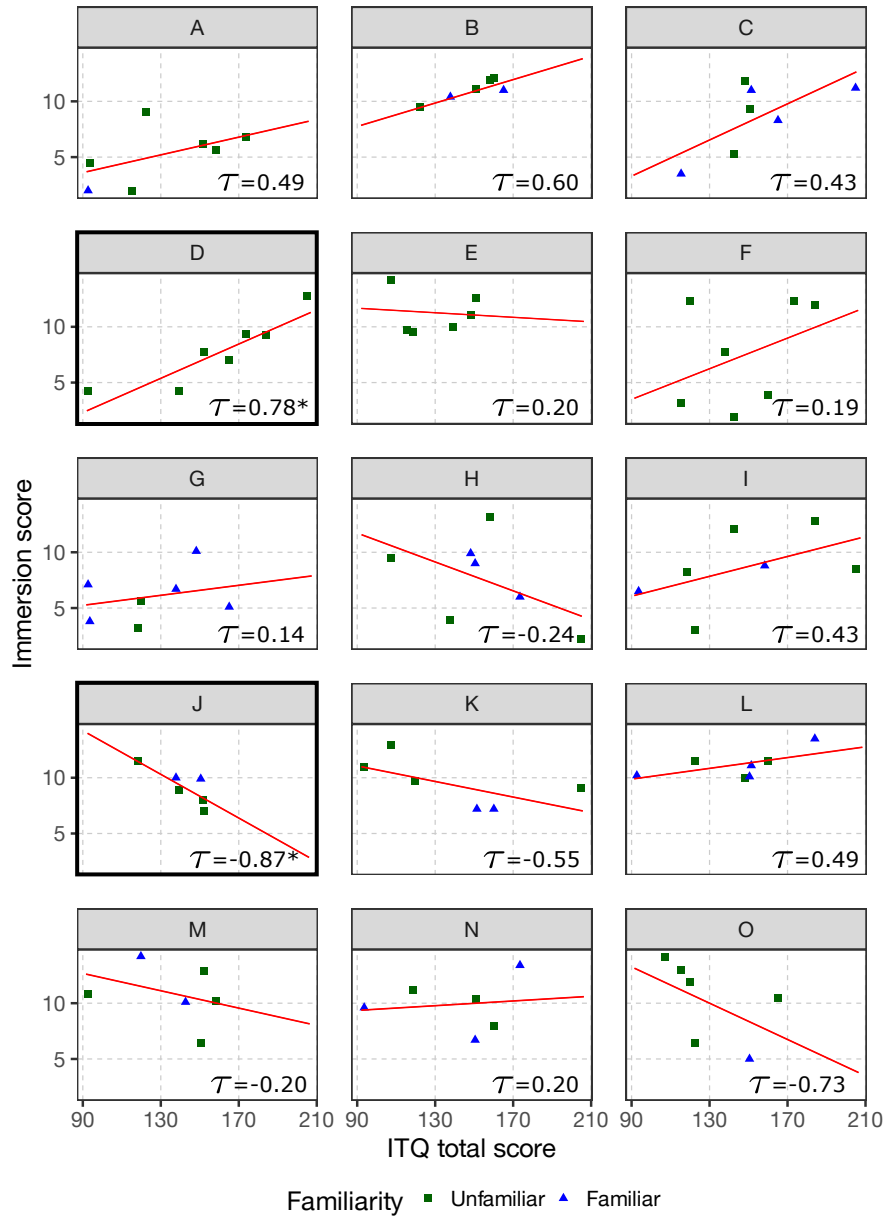 A B C
10
5
τ=0.49 τ=0.60 τ=0.43
D E F
10
5
τ=0.78* τ=0.20 τ=0.19
Immersion score
G H I
10
5
τ=0.14 τ=-0.24 τ=0.43
J K L
10
5
τ=-0.87* τ=-0.55 τ=0.49
M N O
10
5
τ=-0.20 τ=0.20 τ=-0.73
90 130 170 210 90 130 170 210 90 130 170 210
ITQ total score
Familiarity Unfamiliar Familiar